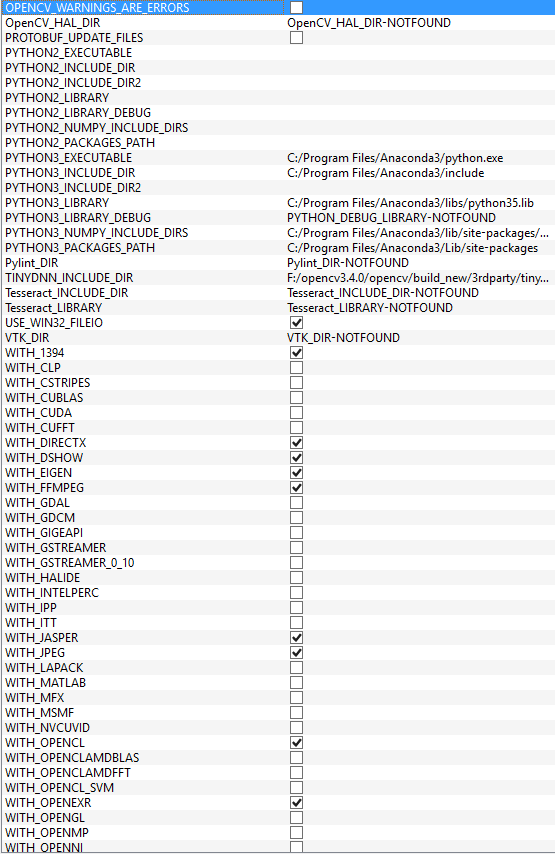 OPENCV_WARNINGS_ARE_ERRORS
OpenCV_HAL_DIR OpenCV_HAL_DIR-NOTFOUND
PROTOBUF_UPDATE_FILES
PYTHON2_EXECUTABLE
PYTHON2_INCLUDE_DIR
PYTHON2_INCLUDE_DIR2
PYTHON2_LIBRARY
PYTHON2_LIBRARY_DEBUG
PYTHON2_NUMPY_INCLUDE_DIRS
PYTHON2_PACKAGES_PATH
PYTHON3_EXECUTABLE C:/Program Files/Anaconda3/python.exe
PYTHON3_INCLUDE_DIR C:/Program Files/Anaconda3/include
PYTHON3_INCLUDE_DIR2
PYTHON3_LIBRARY C:/Program Files/Anaconda3/libs/python35.lib
PYTHON3_LIBRARY_DEBUG PYTHON_DEBUG_LIBRARY-NOTFOUND
PYTHON3_NUMPY_INCLUDE_DIRS C:/Program Files/Anaconda3/lib/site-packages/...
PYTHON3_PACKAGES_PATH C:/Program Files/Anaconda3/Lib/site-packages
Pylint_DIR Pylint_DIR-NOTFOUND
TINYDNN_INCLUDE_DIR F:/opencv3.4.0/opencv/build_new/3rdparty/tiny...
Tesseract_INCLUDE_DIR Tesseract_INCLUDE_DIR-NOTFOUND
Tesseract_LIBRARY Tesseract_LIBRARY-NOTFOUND
USE_WIN32_FILEIO
VTK_DIR VTK_DIR-NOTFOUND
WITH_1394
WITH_CLP
WITH_CSTRIPES
WITH_CUBLAS
WITH_CUDA
WITH_CUFFT
WITH_DIRECTX
WITH_DSHOW
WITH_EIGEN
WITH_FFMPEG
WITH_GDAL
WITH_GDCM
WITH_GIGEAPI
WITH_GSTREAMER
WITH_GSTREAMER_0_10
WITH_HALIDE
WITH_INTELPERC
WITH_IPP
WITH_ITT
WITH_JASPER
WITH_JPEG
WITH_LAPACK
WITH_MATLAB
WITH_MFX
WITH_MSMF
WITH_NVCUVID
WITH_OPENCL
WITH_OPENCLAMDBLAS
WITH_OPENCLAMDFFT
WITH_OPENCL_SVM
WITH_OPENEXR
WITH_OPENGL
WITH_OPENMP
WITH_OPENNI